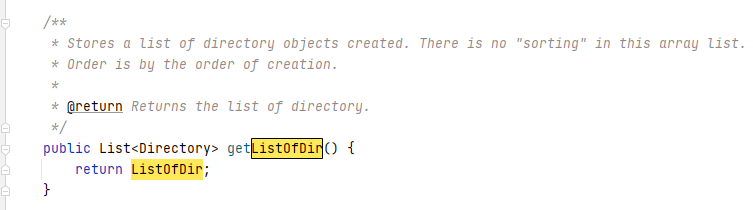 /**
* Stores a list of directory objects created. There is no "sorting" in this array list.
* Order is by the order of creation.
*
* @return Returns the list of directory.
*/
public List<Directory> getListOfDir() {
return ListOfDir;
}